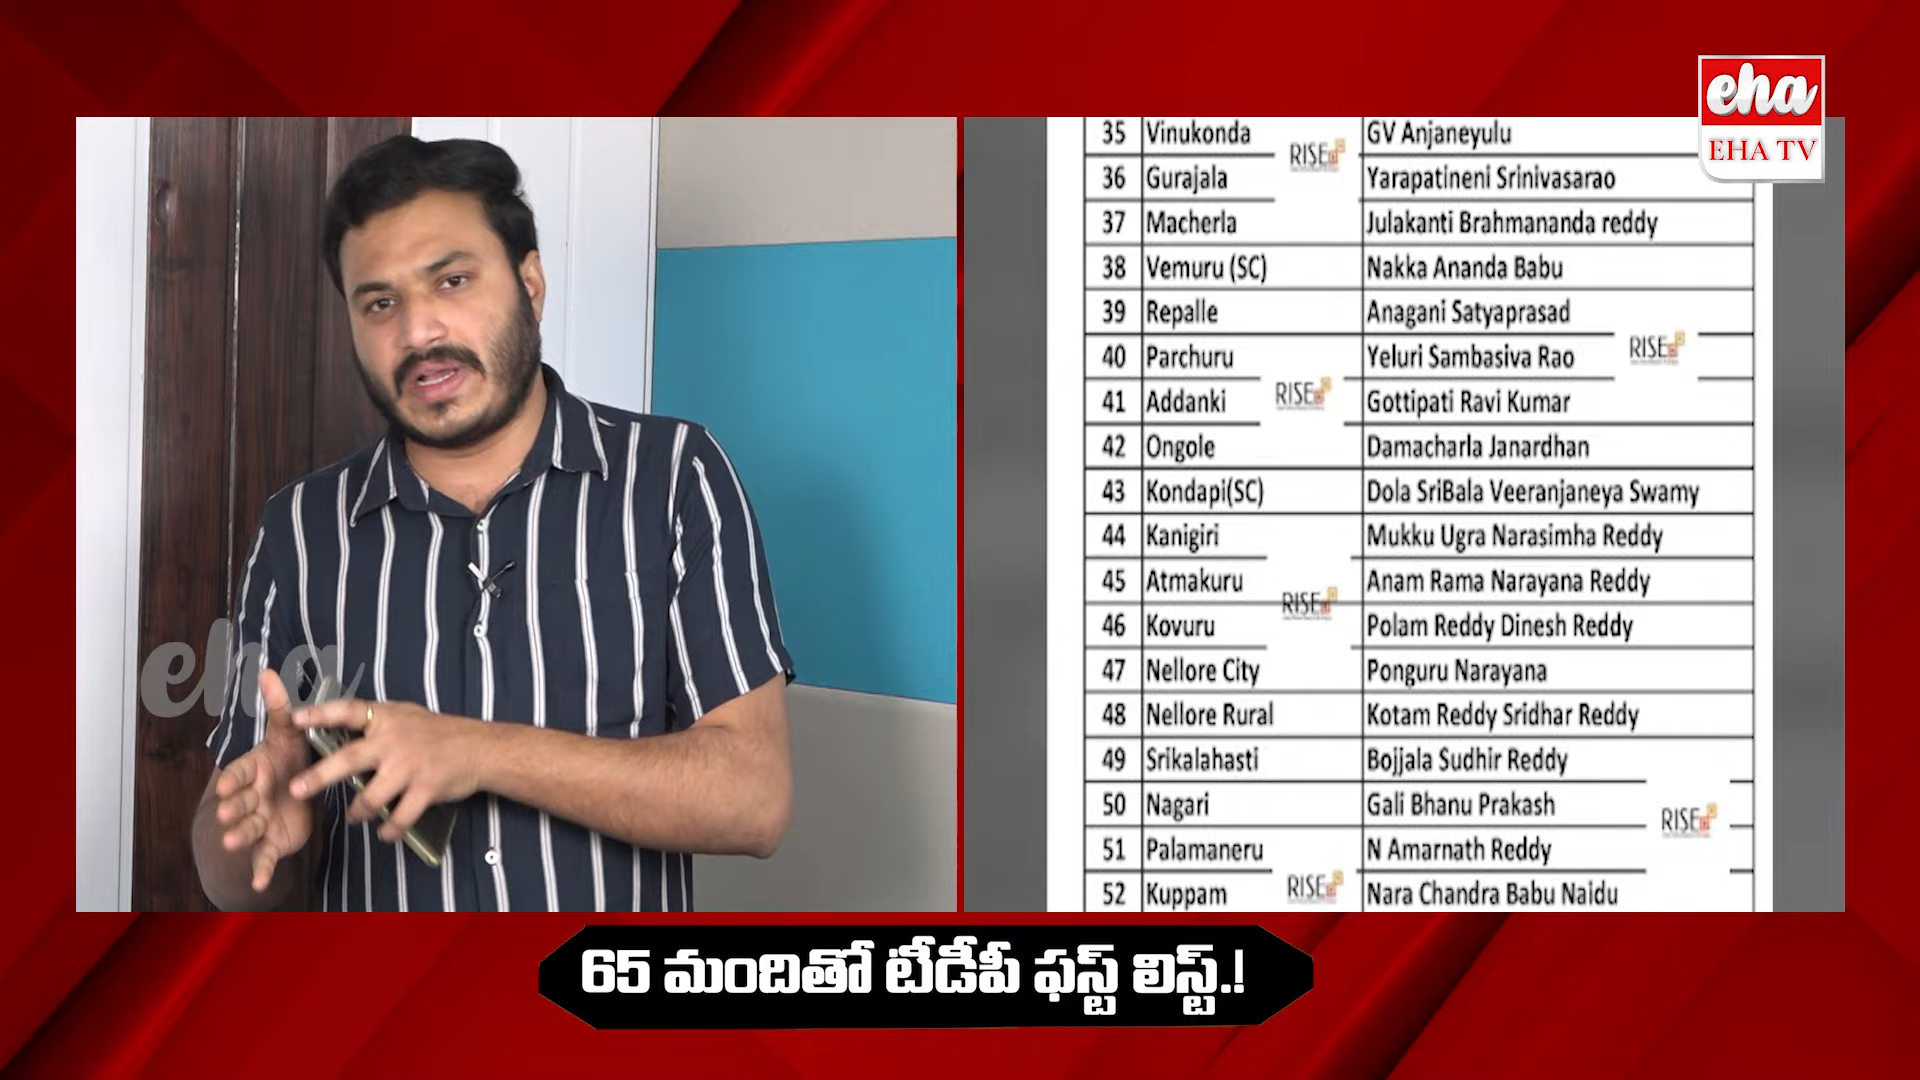 eha
EHA TV
35 Vinukonda GV Anjaneyulu
RISE
36 Gurajala Yarapatineni Srinivasarao
37 Macherla Julakanti Brahmananda reddy
38 Vemuru (SC) Nakka Ananda Babu
39 Repalle Anagani Satyaprasad
RISE
40 Parchuru Yeluri Sambasiva Rao
RISE
41 Addanki Gottipati Ravi Kumar
42 Ongole Damacharla Janardhan
43 Kondapi(SC) Dola SriBala Veeranjaneya Swamy
44 Kanigiri Mukku Ugra Narasimha Reddy
45 Atmakuru Anam Rama Narayana Reddy
RISE
46 Kovuru Polam Reddy Dinesh Reddy
47 Nellore City Ponguru Narayana
48 Nellore Rural Kotam Reddy Sridhar Reddy
49 Srikalahasti Bojjala Sudhir Reddy
50 Nagari Gali Bhanu Prakash
RISE
51 Palamaneru N Amarnath Reddy
52 Kuppam Nara Chandra Babu Naidu
RISE
eha
65 మందితో టీడీపీ ఫస్ట్ లిస్ట్.!